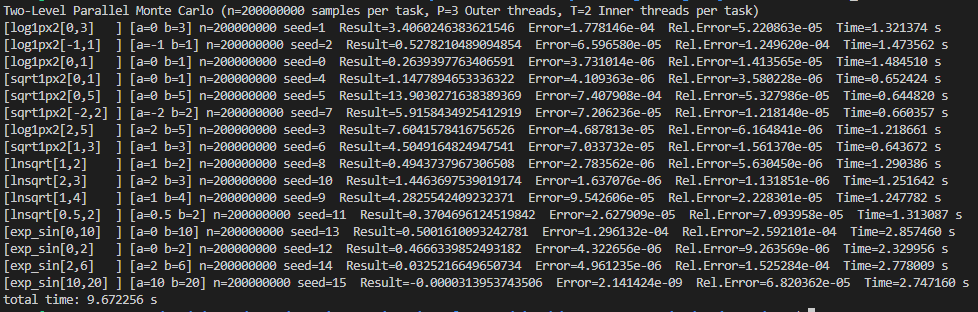 Two-Level Parallel Monte Carlo (n=200000000 samples per task, P=3 Outer threads, T=2 Inner threads per task)
[log1px2[0,3]    ] [a=0 b=3] n=200000000 seed=1  Result=3.4060246383621546  Error=1.778146e-04  Rel.Error=5.220863e-05  Time=1.321374 s
[log1px2[-1,1]   ] [a=-1 b=1] n=200000000 seed=2  Result=0.5278210489094854  Error=6.596580e-05  Rel.Error=1.249620e-04  Time=1.473562 s
[log1px2[0,1]    ] [a=0 b=1] n=200000000 seed=0  Result=0.2639397763406591  Error=3.731014e-06  Rel.Error=1.413565e-05  Time=1.484510 s
[sqrt1px2[0,1]   ] [a=0 b=1] n=200000000 seed=4  Result=1.1477894653336322  Error=4.109363e-06  Rel.Error=3.580228e-06  Time=0.652424 s
[sqrt1px2[0,5]   ] [a=0 b=5] n=200000000 seed=5  Result=13.9030271638389369  Error=7.407908e-04  Rel.Error=5.327986e-05  Time=0.644820 s
[sqrt1px2[-2,2]  ] [a=-2 b=2] n=200000000 seed=7  Result=5.9158434925412919  Error=7.206236e-05  Rel.Error=1.218140e-05  Time=0.660357 s
[log1px2[2,5]    ] [a=2 b=5] n=200000000 seed=3  Result=7.6041578416756526  Error=4.687813e-05  Rel.Error=6.164841e-06  Time=1.218661 s
[sqrt1px2[1,3]   ] [a=1 b=3] n=200000000 seed=6  Result=4.5049164824947541  Error=7.033732e-05  Rel.Error=1.561370e-05  Time=0.643672 s
[lnsqrt[1,2]     ] [a=1 b=2] n=200000000 seed=8  Result=0.4943737967306508  Error=2.783562e-06  Rel.Error=5.630450e-06  Time=1.290386 s
[lnsqrt[2,3]     ] [a=2 b=3] n=200000000 seed=10  Result=1.4463697539019174  Error=1.637076e-06  Rel.Error=1.131851e-06  Time=1.251642 s
[lnsqrt[1,4]     ] [a=1 b=4] n=200000000 seed=9  Result=4.2825542409232371  Error=9.542606e-05  Rel.Error=2.228301e-05  Time=1.247782 s
[lnsqrt[0.5,2]   ] [a=0.5 b=2] n=200000000 seed=11  Result=0.3704696124519842  Error=2.627909e-05  Rel.Error=7.093958e-05  Time=1.313087 s
[exp_sin[0,10]   ] [a=0 b=10] n=200000000 seed=13  Result=0.5001610093242781  Error=1.296132e-04  Rel.Error=2.592101e-04  Time=2.857460 s
[exp_sin[0,2]    ] [a=0 b=2] n=200000000 seed=12  Result=0.4666339852493182  Error=4.322656e-06  Rel.Error=9.263569e-06  Time=2.329956 s
[exp_sin[2,6]    ] [a=2 b=6] n=200000000 seed=14  Result=0.0325216649650734  Error=4.961235e-06  Rel.Error=1.525284e-04  Time=2.778009 s
[exp_sin[10,20]  ] [a=10 b=20] n=200000000 seed=15  Result=-0.0000313953743506  Error=2.141424e-09  Rel.Error=6.820362e-05  Time=2.747160 s
total time: 9.672256 s